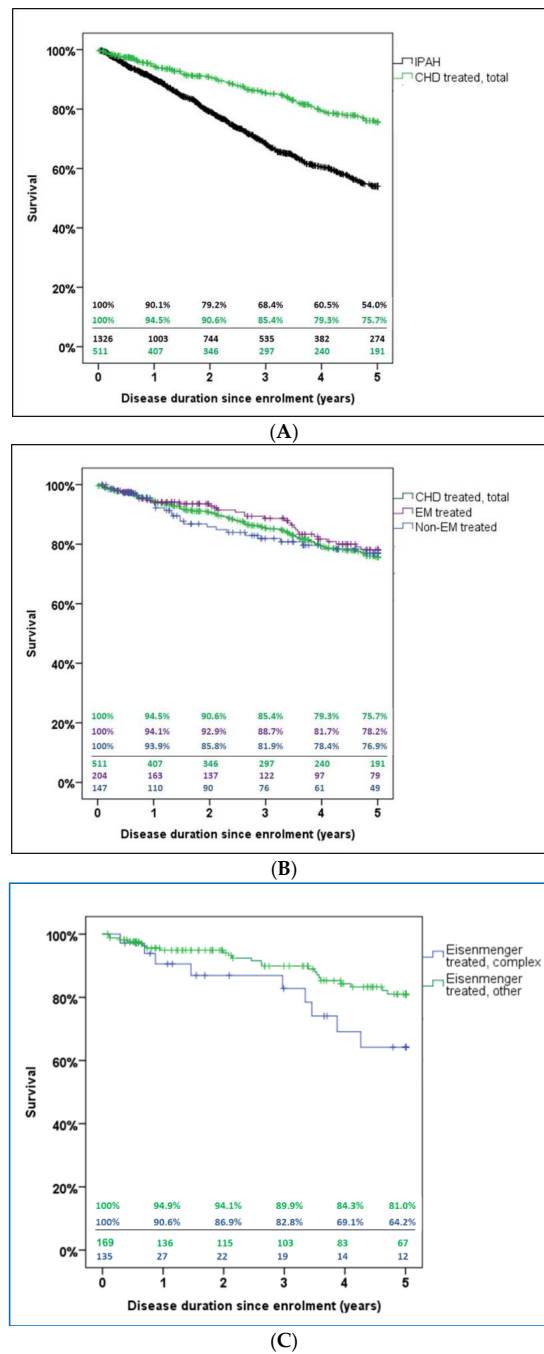 100%
80%
60%
40%
20%
0%
Survival
IPAH
CHD treated, total
100% 90.1% 79.2% 68.4% 60.5% 54.0%
100% 94.5% 90.6% 85.4% 79.3% 75.7%
1326 1003 744 535 382 274
511 407 346 297 240 191
0 1 2 3 4 5
Disease duration since enrolment (years)
(A)
100%
80%
60%
40%
20%
0%
Survival
CHD treated, total
EM treated
Non-EM treated
100% 94.5% 90.6% 85.4% 79.3% 75.7%
100% 94.1% 92.9% 88.7% 81.7% 78.2%
100% 93.9% 85.8% 81.9% 78.4% 76.9%
511 407 346 297 240 191
204 163 137 122 97 79
147 110 90 76 61 49
0 1 2 3 4 5
Disease duration since enrolment (years)
(B)
100%
80%
60%
40%
20%
0%
Survival
Eisenmenger
treated, complex
Eisenmenger
treated, other
100% 94.9% 94.1% 89.9% 84.3% 81.0%
100% 90.6% 86.9% 82.8% 69.1% 64.2%
169 136 115 103 83 67
135 27 22 19 14 12
0 1 2 3 4 5
Disease duration since enrolment (years)
(C)